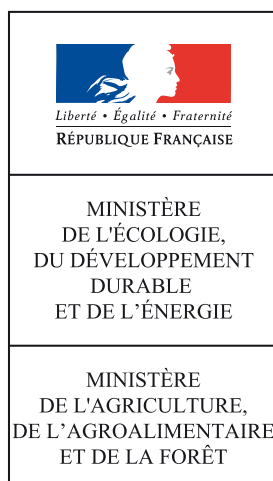 Liberté • Égalité • Fraternité
RÉPUBLIQUE FRANÇAISE
MINISTÈRE
DE L'ÉCOLOGIE,
DU DÉVELOPPEMENT
DURABLE
ET DE L’ÉNERGIE
MINISTÈRE
DE L'AGRICULTURE,
DE L’AGROALIMENTAIRE
ET DE LA FORÊT